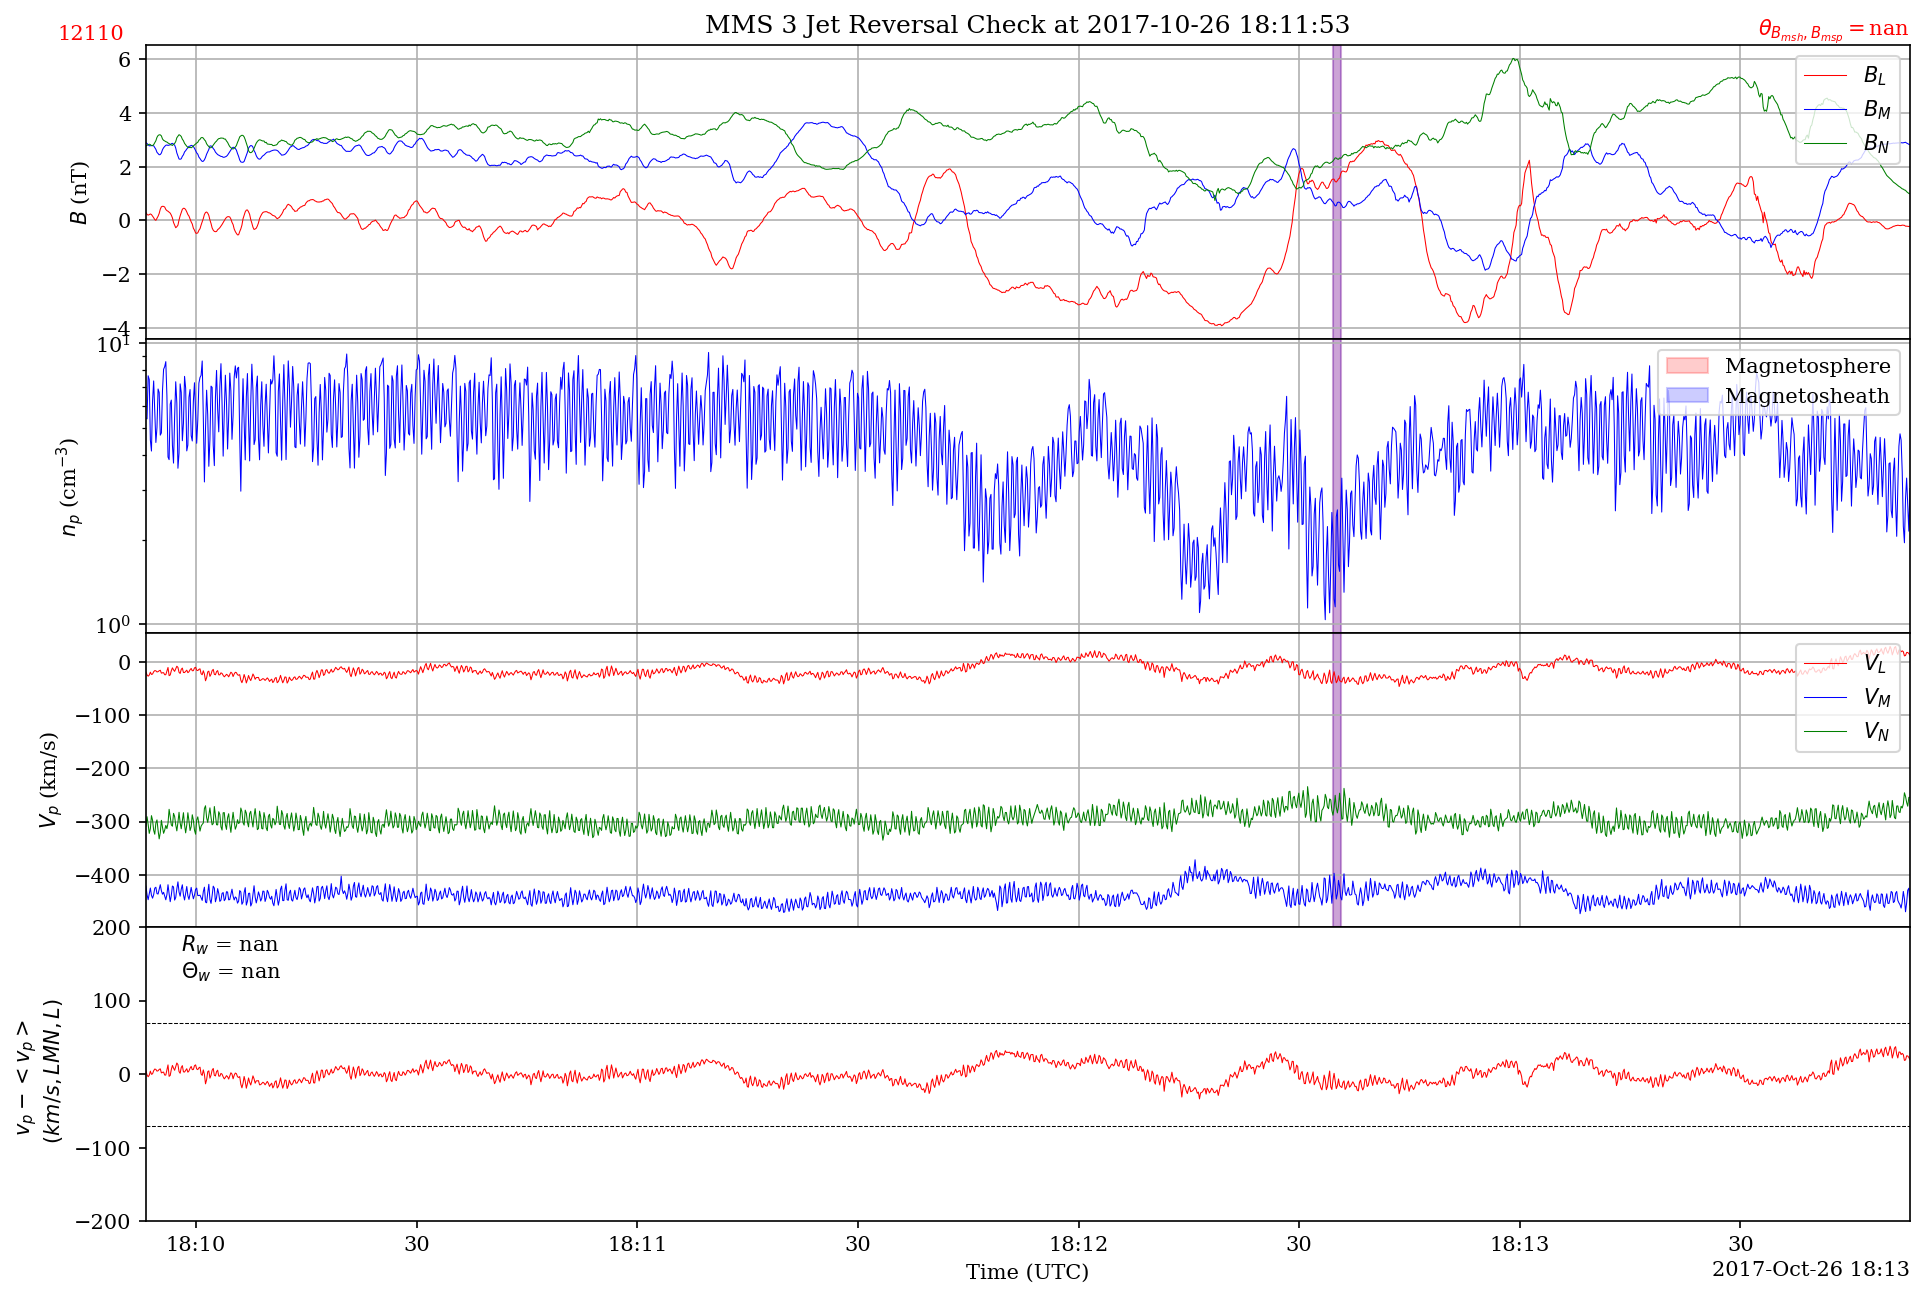 12110
MMS 3 Jet Reversal Check at 2017-10-26 18:11:53
θ_{B_{msh}, B_{msp}} = nan
6
4
2
0
−2
−4
B (nT)
B_L
B_M
B_N
10^1
10^0
n_p (cm^{−3})
Magnetosphere
Magnetosheath
0
−100
−200
−300
−400
V_p (km/s)
V_L
V_M
V_N
200
100
0
−100
−200
v_p − < v_p >
(km/s, LMN, L)
R_w = nan
Θ_w = nan
18:10 30 18:11 30 18:12 30 18:13 30
Time (UTC)
2017-Oct-26 18:13